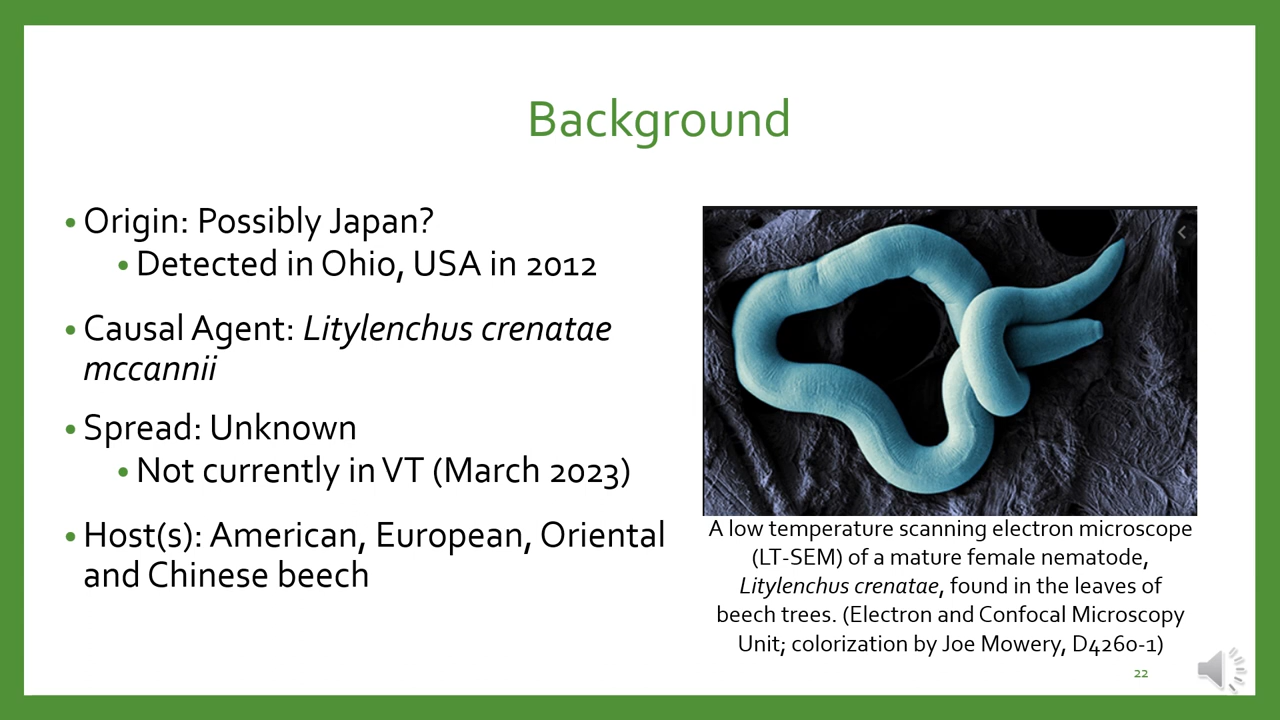 Background
• Origin: Possibly Japan?
• Detected in Ohio, USA in 2012
• Causal Agent: Litylenchus crenatae
mccannii
• Spread: Unknown
• Not currently in VT (March 2023)
• Host(s): American, European, Oriental
and Chinese beech
A low temperature scanning electron microscope
(LT-SEM) of a mature female nematode,
Litylenchus crenatae, found in the leaves of
beech trees. (Electron and Confocal Microscopy
Unit; colorization by Joe Mowery, D4260-1)
22